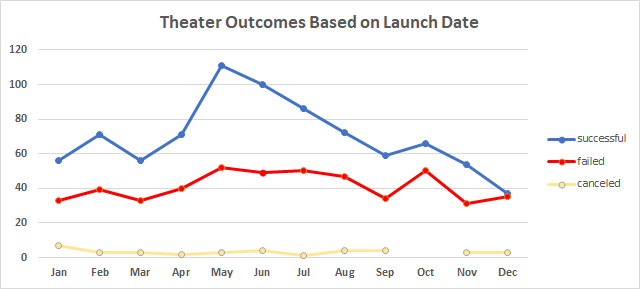 Theater Outcomes Based on Launch Date
120
100
80
60
40
20
0
Jan Feb Mar Apr May Jun Jul Aug Sep Oct Nov Dec
successful
failed
canceled